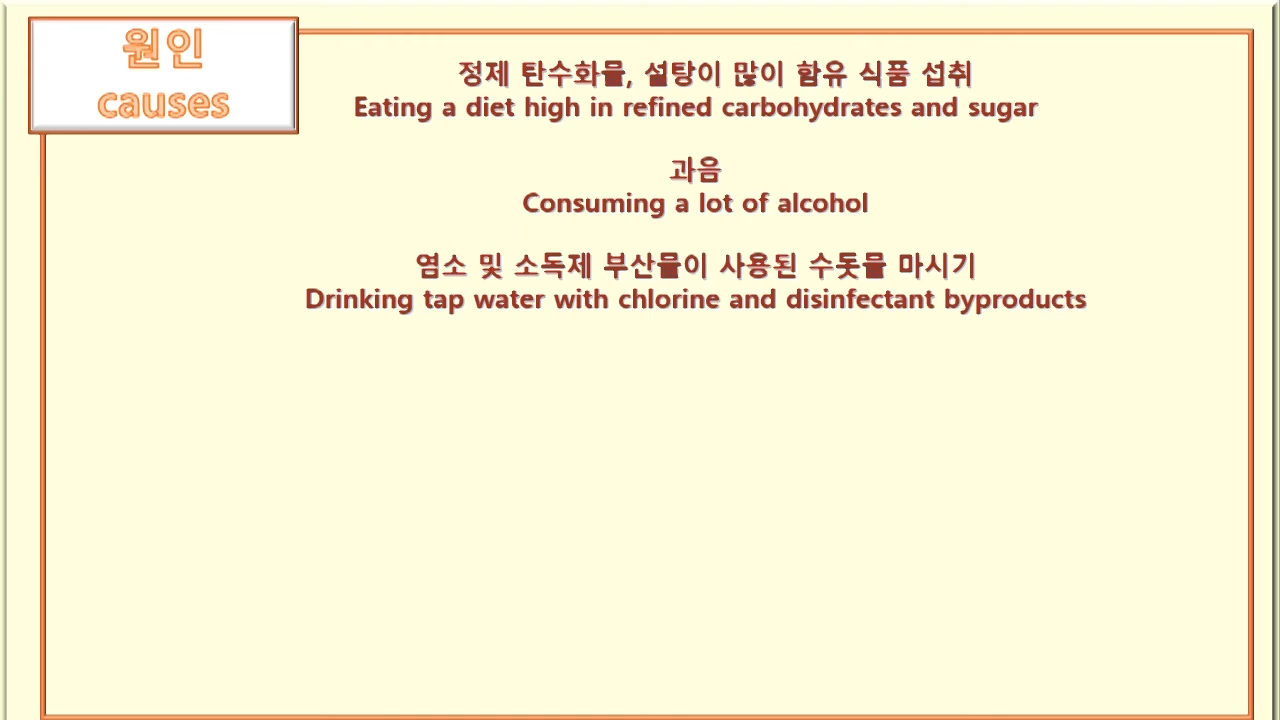 원인
causes
정제 탄수화물, 설탕이 많이 함유 식품 섭취
Eating a diet high in refined carbohydrates and sugar
과음
Consuming a lot of alcohol
염소 및 소독제 부산물이 사용된 수돗물 마시기
Drinking tap water with chlorine and disinfectant byproducts